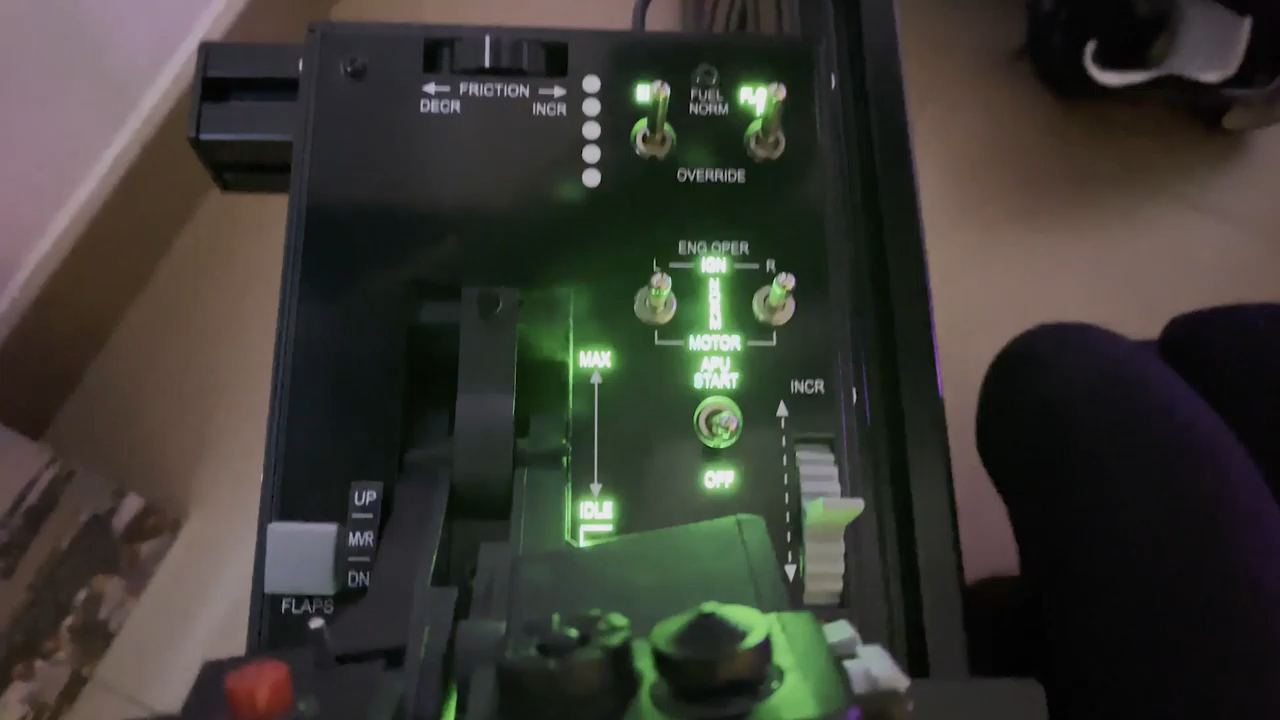 FRICTION
DECR
INCR
FUEL
NORM
OVERRIDE
ENG OPER
L
IGN
R
NORM
MOTOR
APU
START
OFF
INCR
MAX
IDLE
UP
MVR
DN
FLAPS